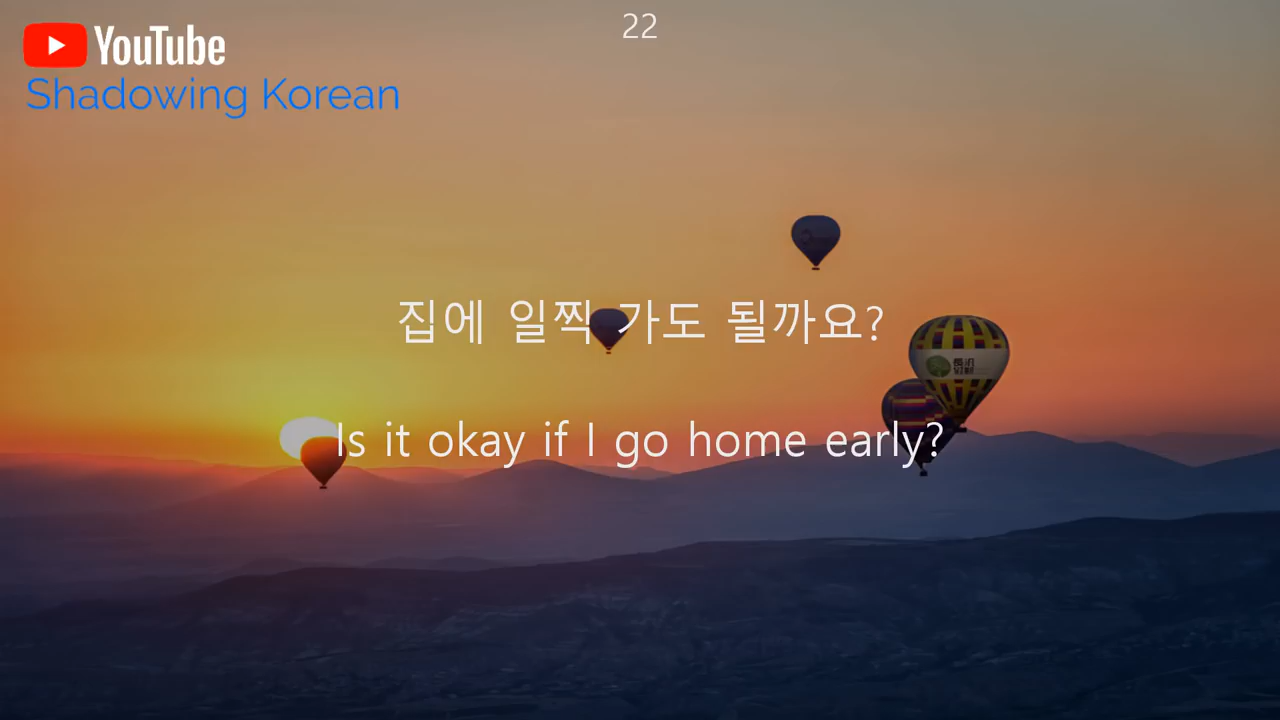 22
YouTube
Shadowing Korean
집에 일찍 가도 될까요?
Is it okay if I go home early?